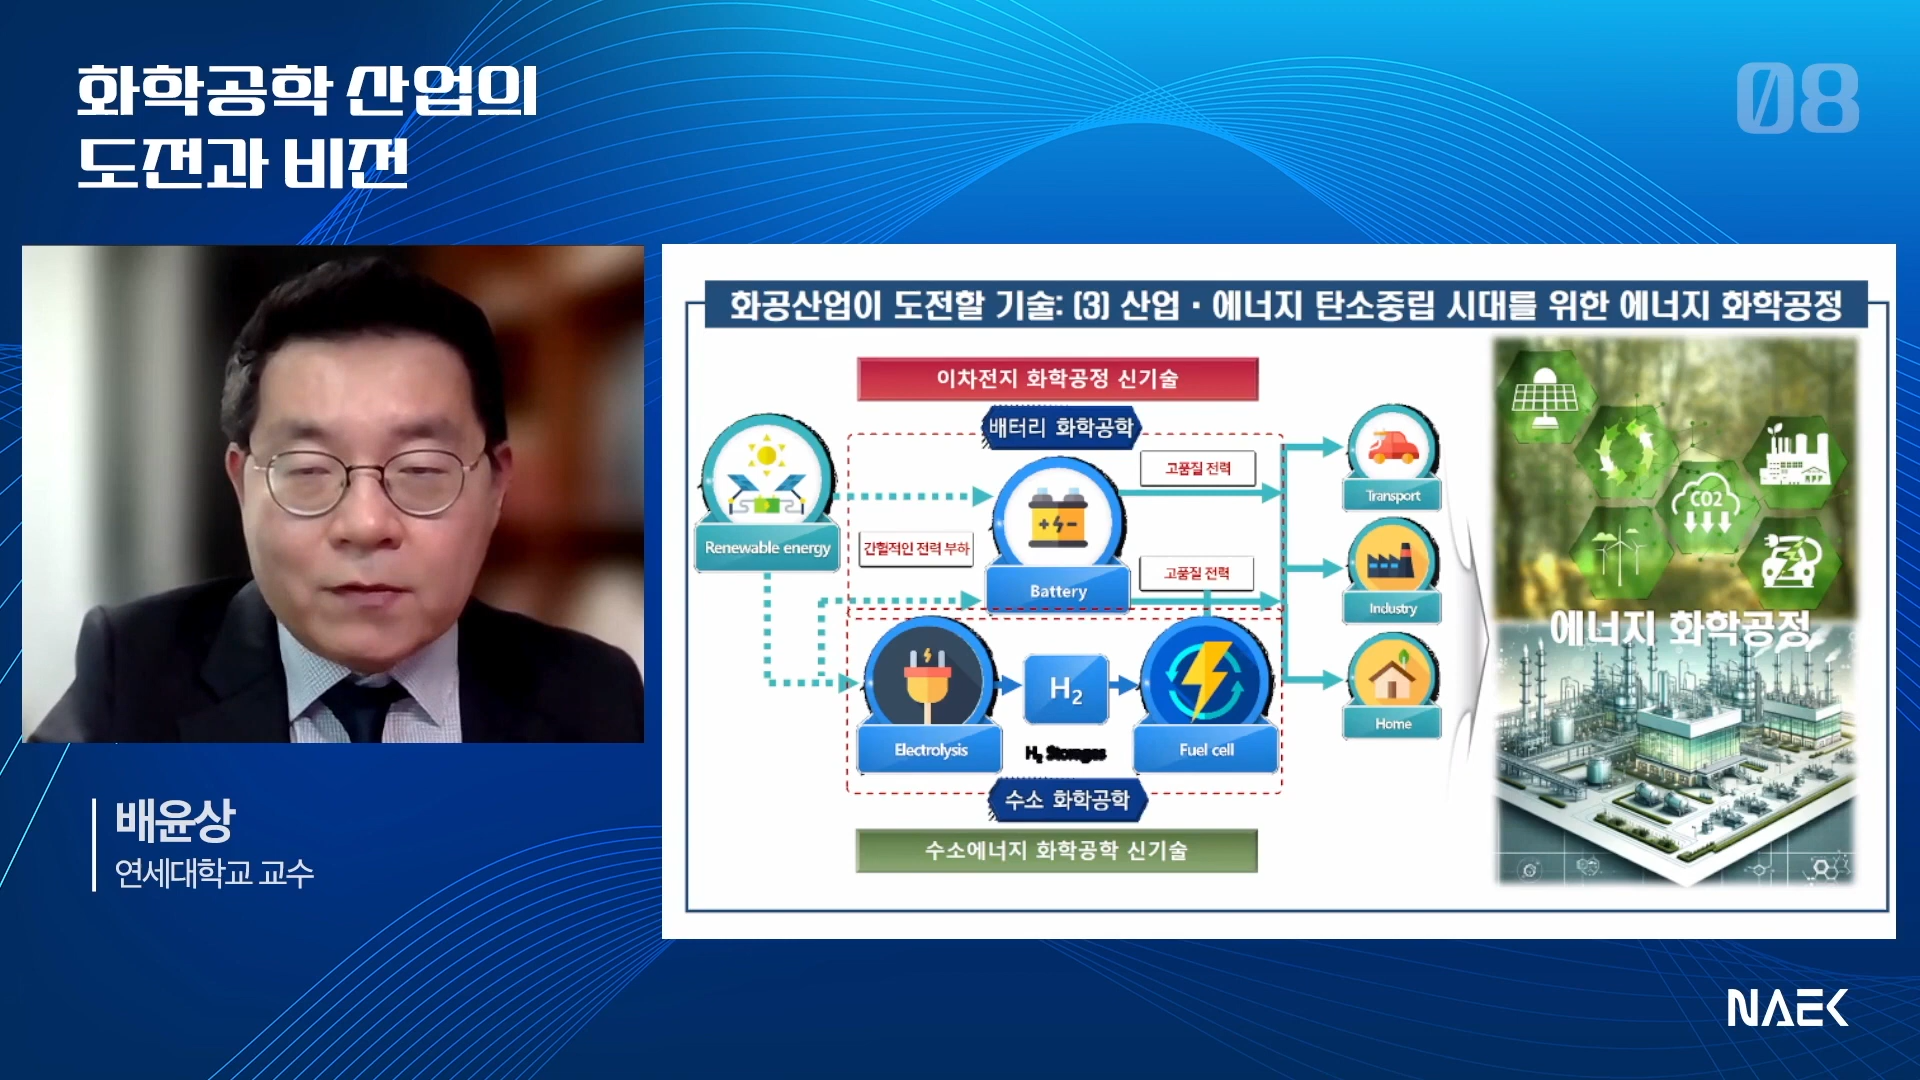 화학공학 산업의
도전과 비전
08
화공산업이 도전할 기술: (3) 산업 · 에너지 탄소중립 시대를 위한 에너지 화학공정
이차전지 화학공정 신기술
배터리 화학공학
고품질 전력
Transport
CO2
Renewable energy
간헐적인 전력 부하
Battery
고품질 전력
Industry
에너지 화학공정
H2
Electrolysis
H2 Storages
Fuel cell
Home
수소 화학공학
수소에너지 화학공학 신기술
배윤상
연세대학교 교수
NAEK